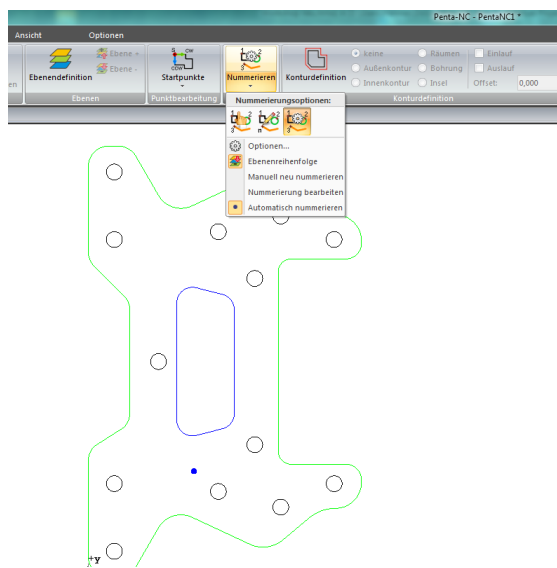 Penta-NC - PentaNC1 *
Ansicht Optionen
Ebene + Keine Räumen Einlauf
Ebene - Außenkontur Bohrung Auslauf
Ebenendefinition Startpunkte Nummerieren Konturdefinition Innenkontur Insel Offset: 0,000
en
Ebenen Punktbearbeitung Konturdefinition
Nummerierungsoptionen:
Optionen...
Ebenenreihenfolge
Manuell neu nummerieren
Nummerierung bearbeiten
Automatisch nummerieren
Y